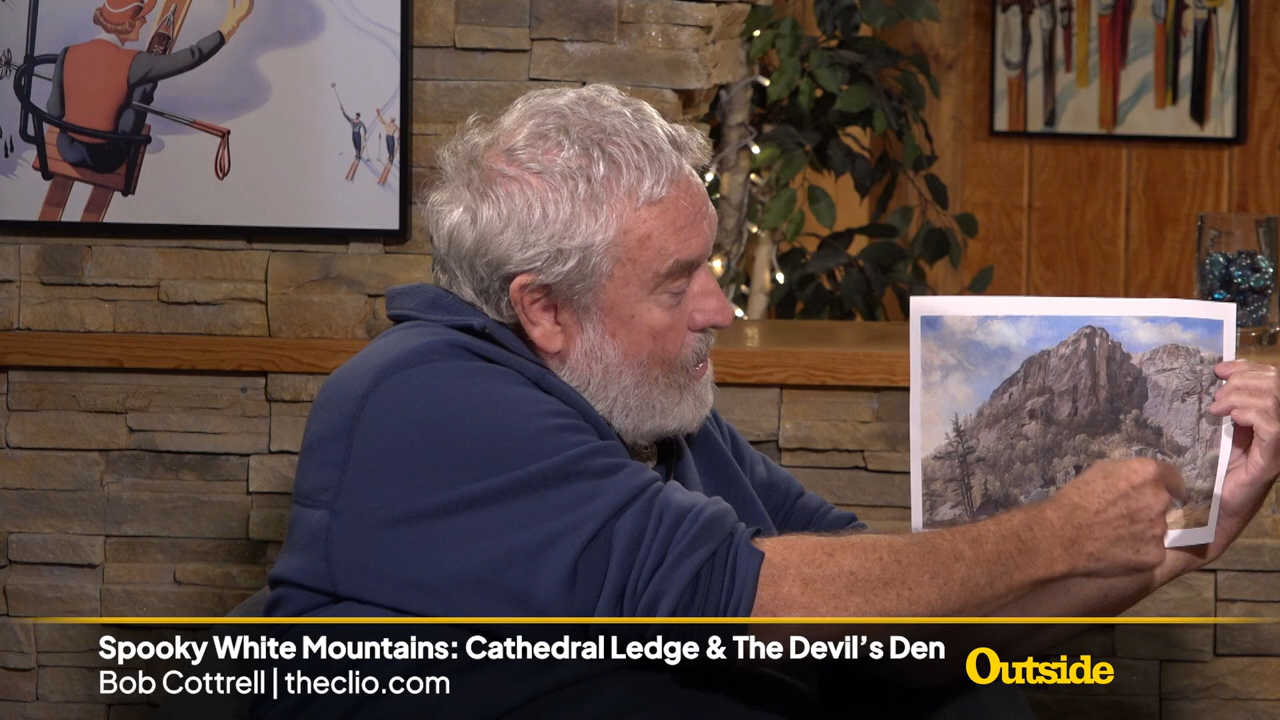 Spooky White Mountains: Cathedral Ledge & The Devil's Den
Bob Cottrell | theclio.com
Outside